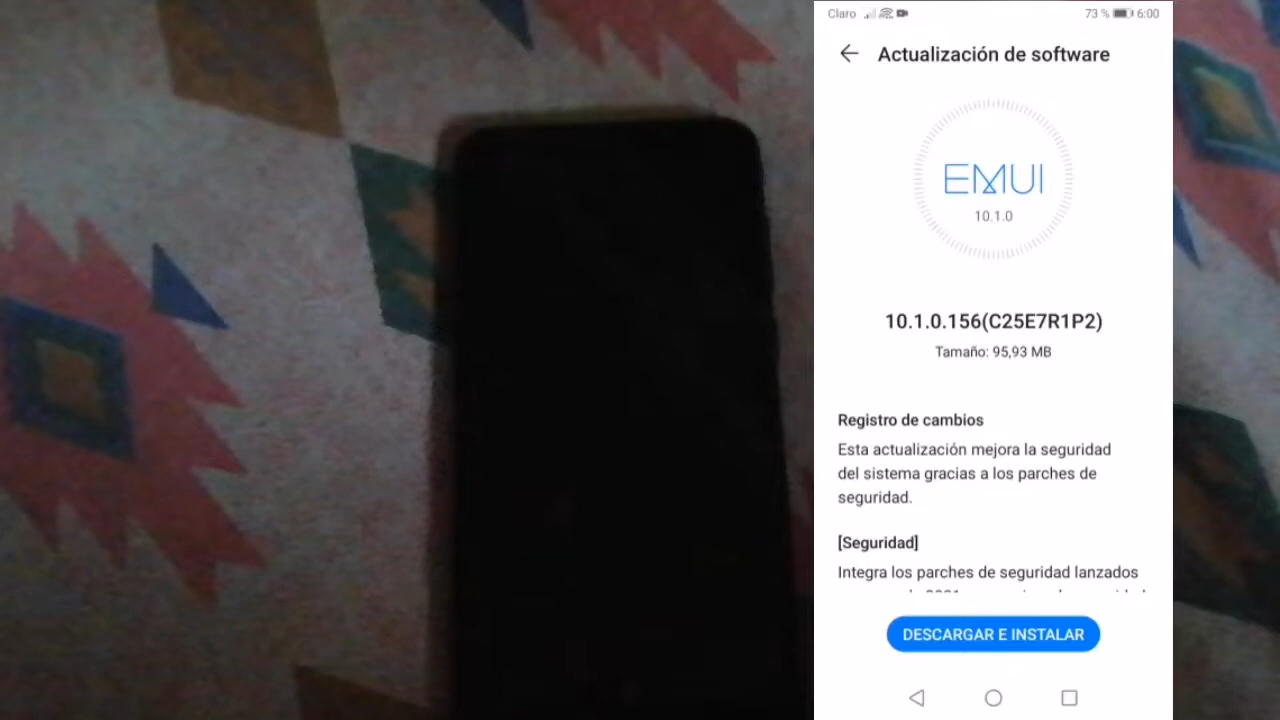 Claro 73 % 6:00
Actualización de software
EMUI
10.1.0
10.1.0.156(C25E7R1P2)
Tamaño: 95,93 MB
Registro de cambios
Esta actualización mejora la seguridad
del sistema gracias a los parches de
seguridad.
[Seguridad]
Integra los parches de seguridad lanzados
DESCARGAR E INSTALAR